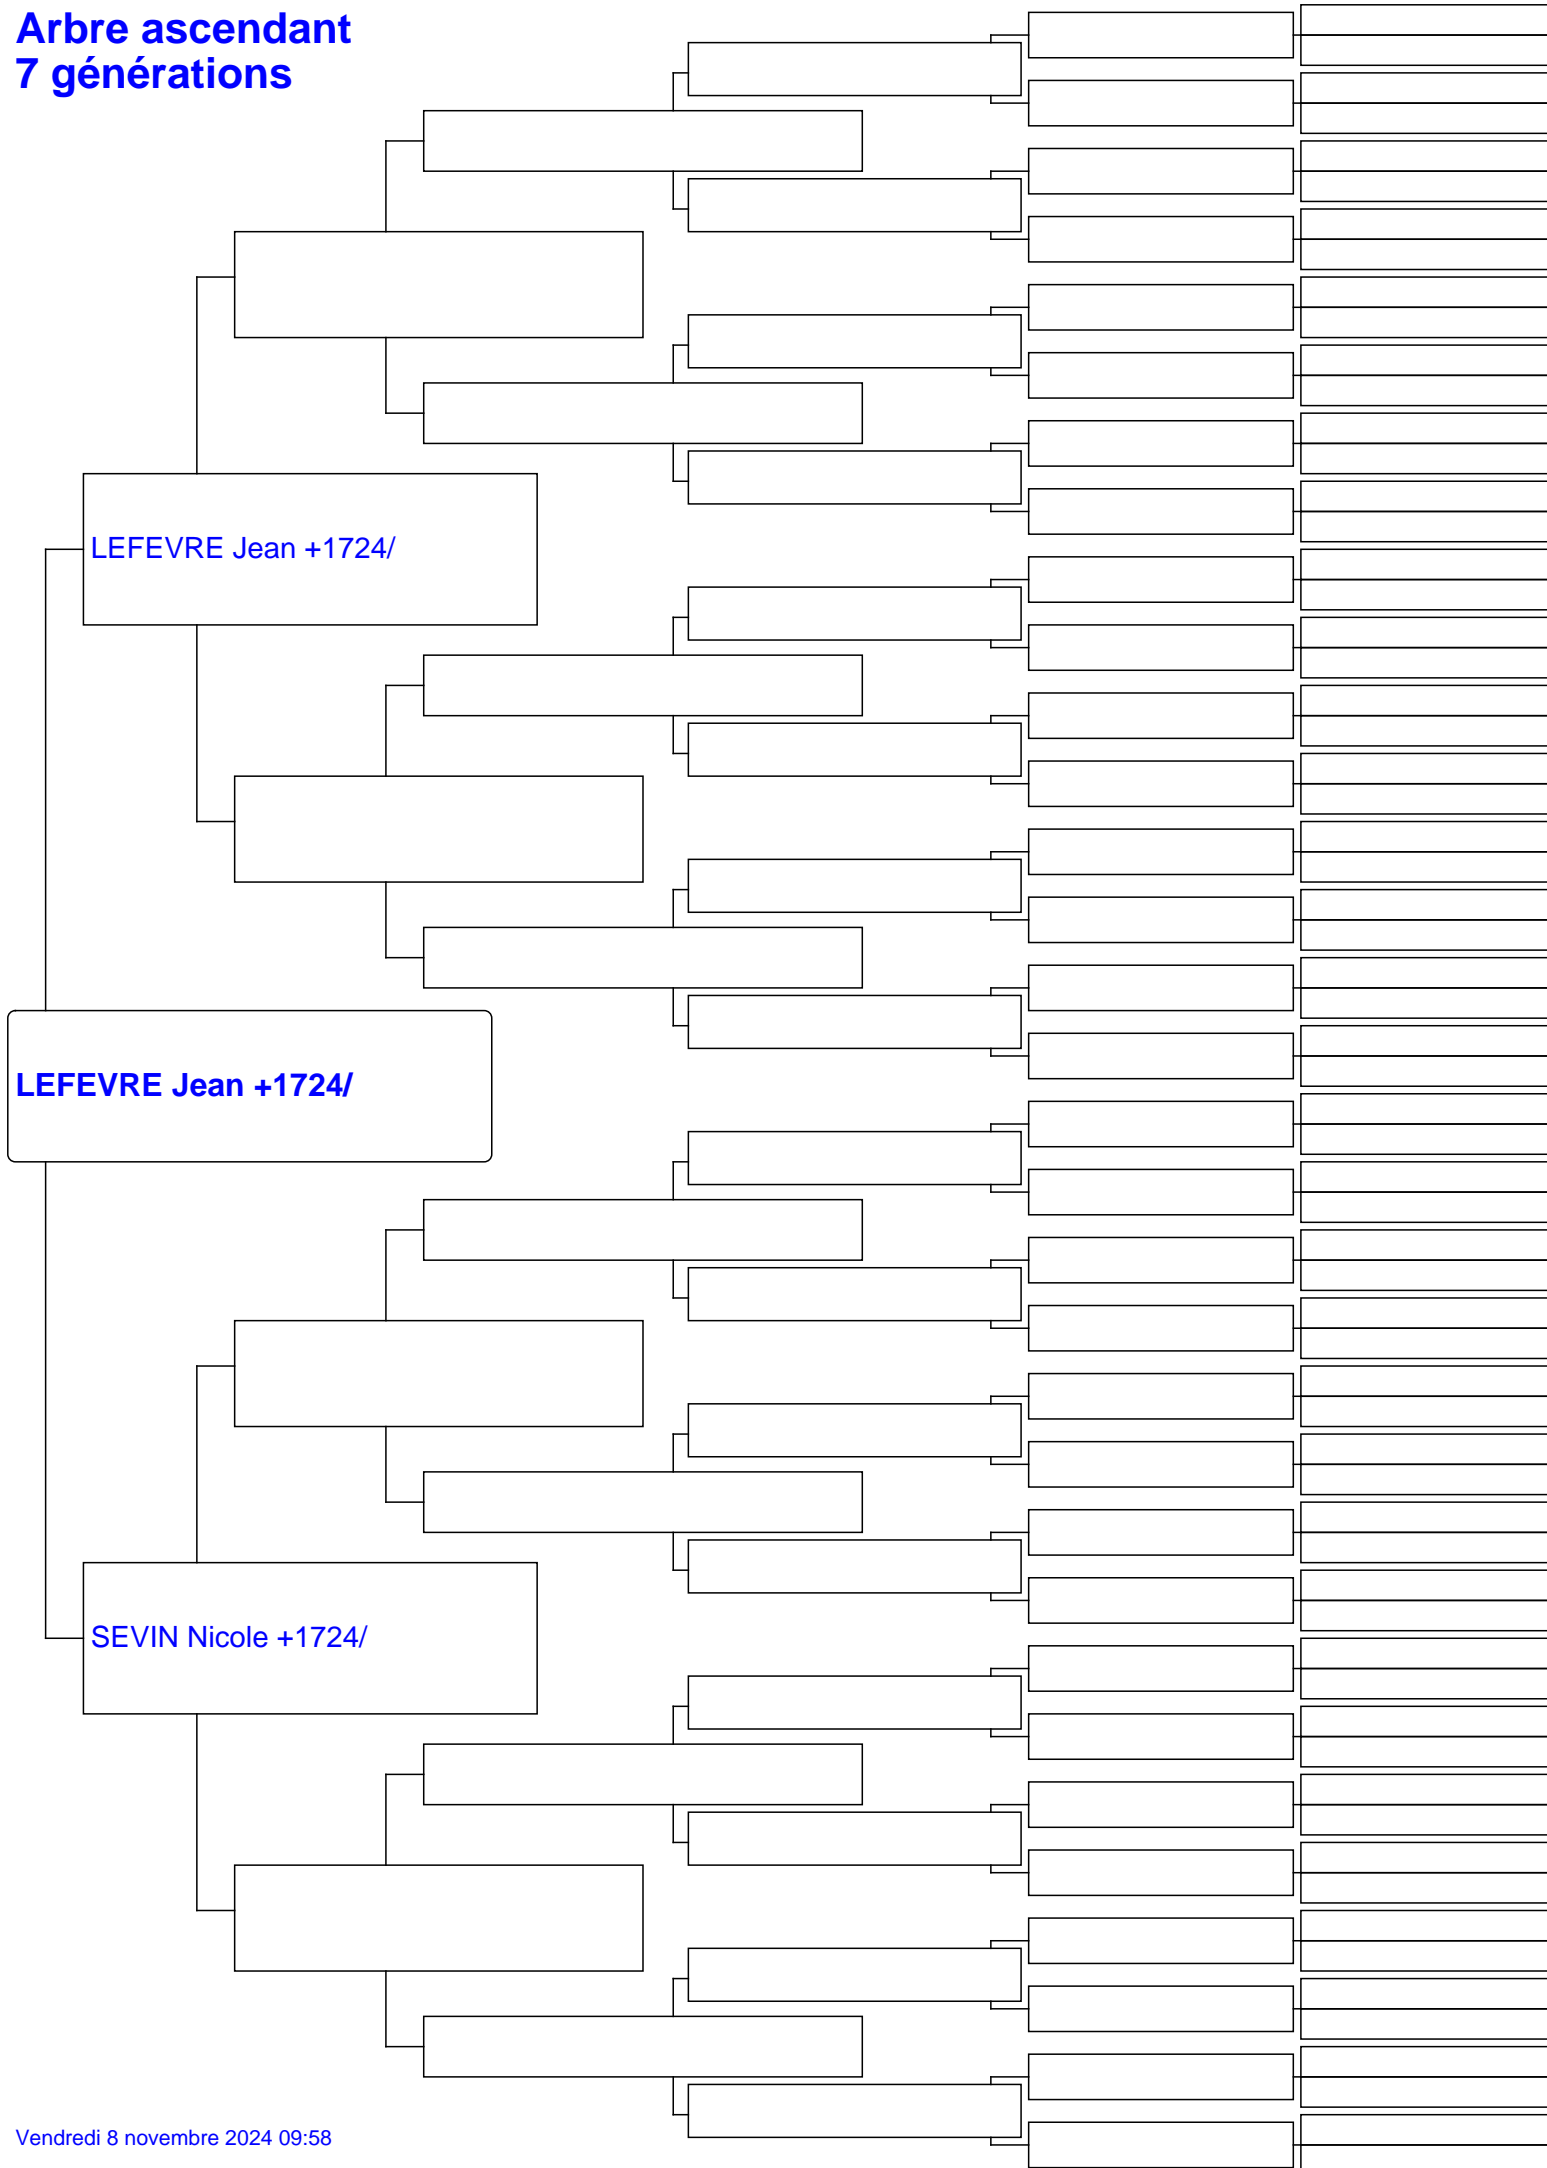 Arbre ascendant
7 générations
LEFEVRE Jean +1724/
LEFEVRE Jean +1724/
SEVIN Nicole +1724/
Vendredi 8 novembre 2024 09:58